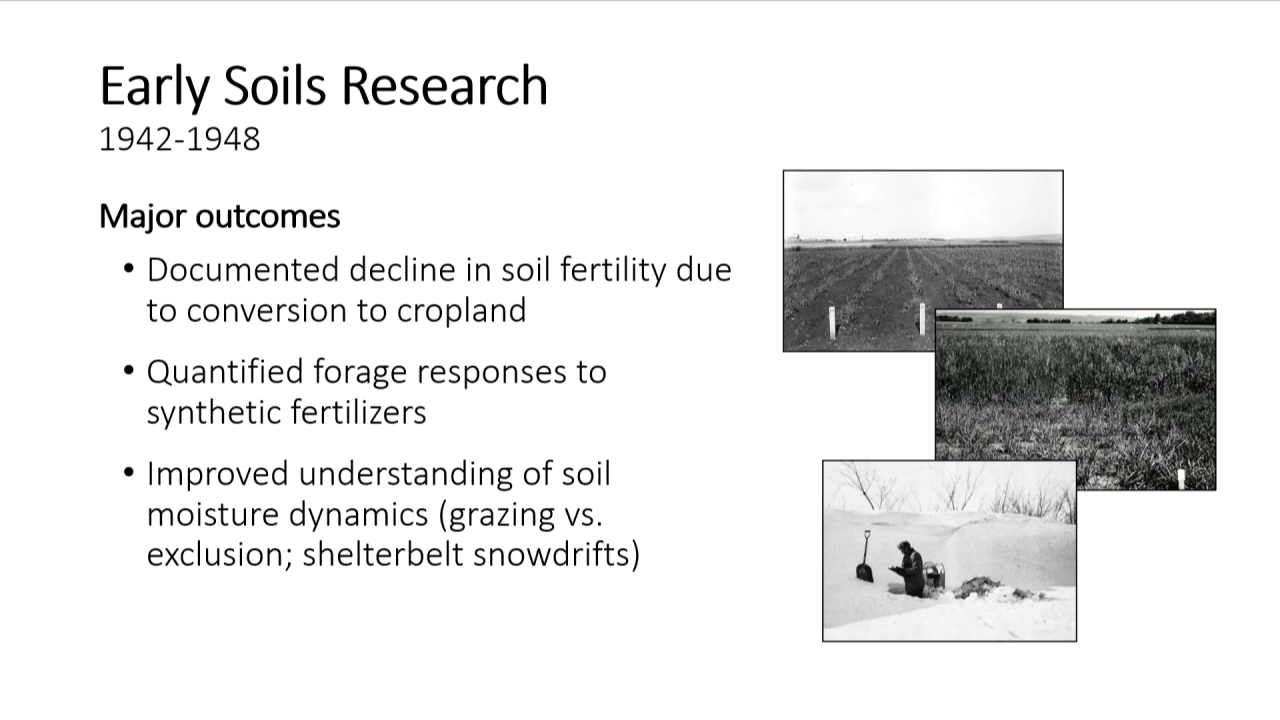 Early Soils Research
1942-1948
Major outcomes
• Documented decline in soil fertility due
to conversion to cropland
• Quantified forage responses to
synthetic fertilizers
• Improved understanding of soil
moisture dynamics (grazing vs.
exclusion; shelterbelt snowdrifts)